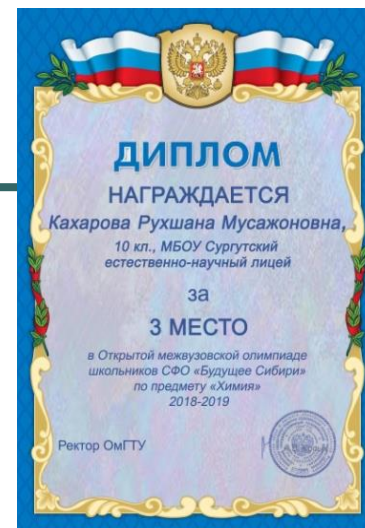 ДИПЛОМ
НАГРАЖДАЕТСЯ
Кахарова Рухшана Мусажоновна,
10 кл., МБОУ Сургутский
естественно-научный лицей
за
3 МЕСТО
в Открытой межвузовской олимпиаде
школьников СФО «Будущее Сибири»
по предмету «Химия»
2018-2019
Ректор ОмГТУ